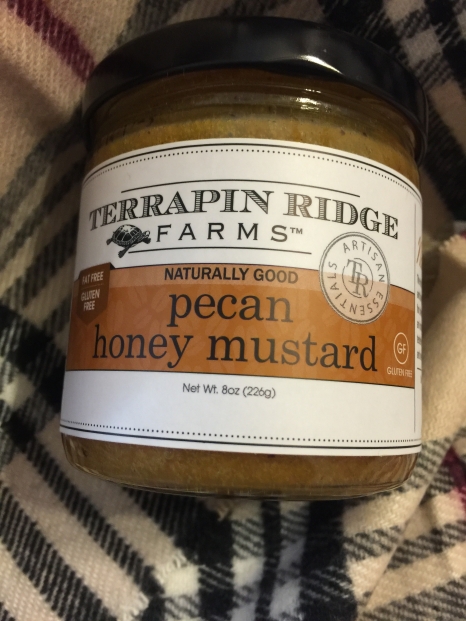 TERRAPIN RIDGE
FARMS™
ARTISAN
TR
ESSENTIALS
FAT FREE
GLUTEN
FREE
NATURALLY GOOD
pecan
honey mustard
GF
GLUTEN FREE
Net Wt. 8oz (226g)